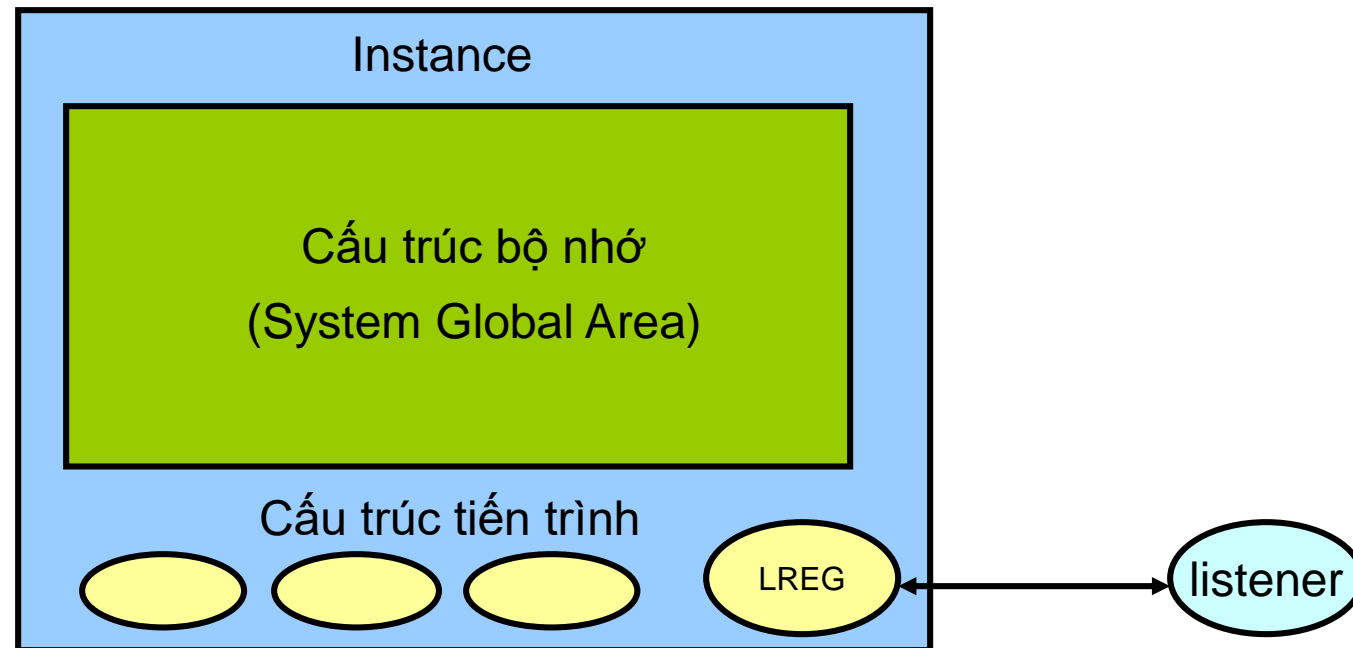 Instance
Cấu trúc bộ nhớ
(System Global Area)
Cấu trúc tiến trình
LREG
listener